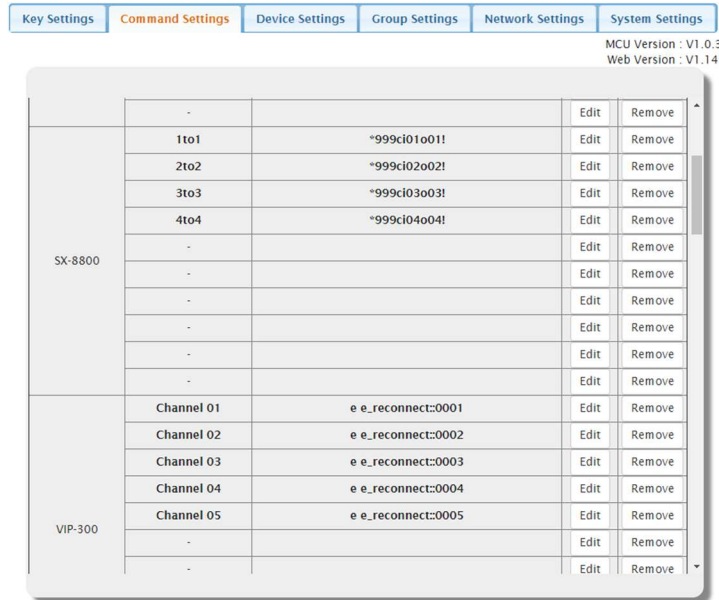 Key Settings Command Settings Device Settings Group Settings Network Settings System Settings
MCU Version : V1.0.3
Web Version : V1.14
- Edit Remove
1to1 *999ci01o01! Edit Remove
2to2 *999ci02o02! Edit Remove
3to3 *999ci03o03! Edit Remove
4to4 *999ci04o04! Edit Remove
- Edit Remove
SX-8800
- Edit Remove
- Edit Remove
- Edit Remove
- Edit Remove
- Edit Remove
Channel 01 e e_reconnect::0001 Edit Remove
Channel 02 e e_reconnect::0002 Edit Remove
Channel 03 e e_reconnect::0003 Edit Remove
Channel 04 e e_reconnect::0004 Edit Remove
Channel 05 e e_reconnect::0005 Edit Remove
VIP-300
- Edit Remove
- Edit Remove